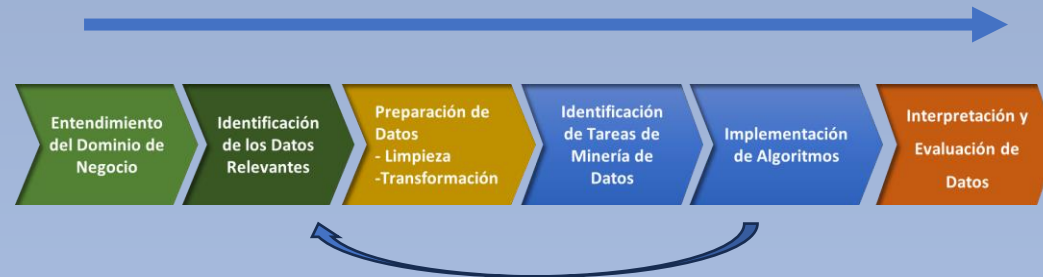 Entendimiento
del Dominio de
Negocio
Identificación
de los Datos
Relevantes
Preparación de
Datos
- Limpieza
-Transformación
Identificación
de Tareas de
Minería de
Datos
Implementación
de Algoritmos
Interpretación y
Evaluación de
Datos